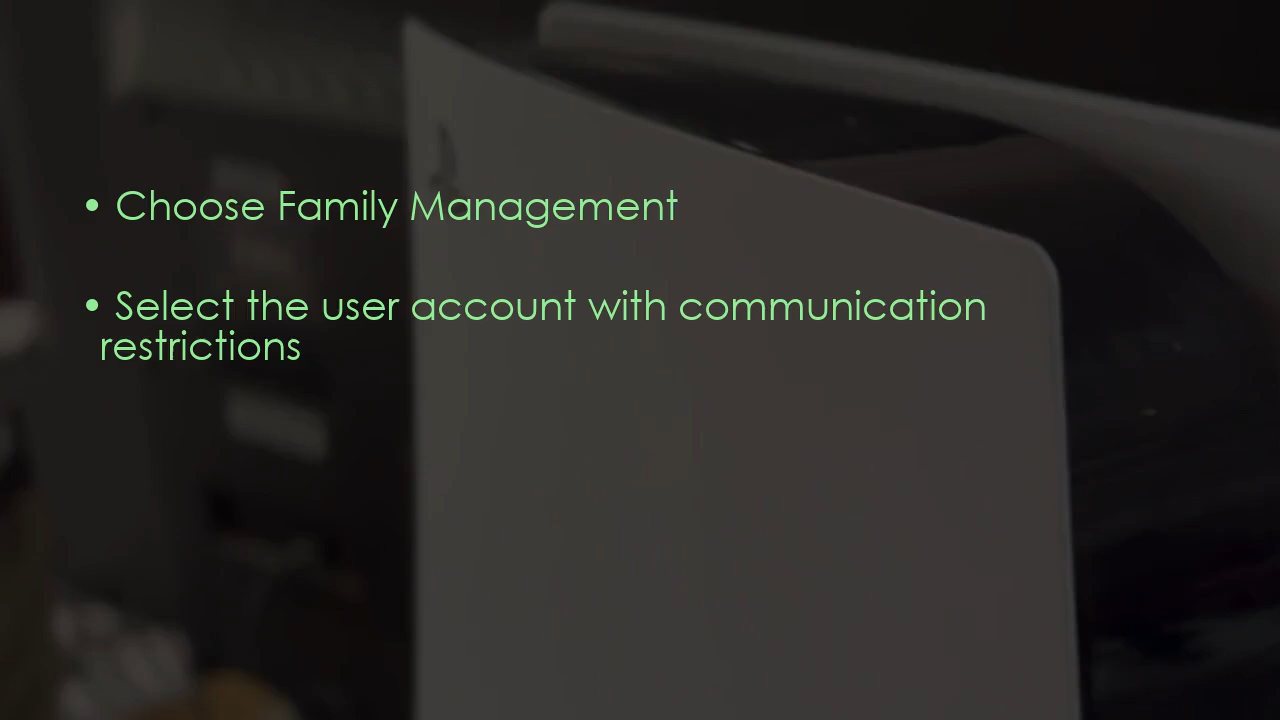 • Choose Family Management
• Select the user account with communication
restrictions